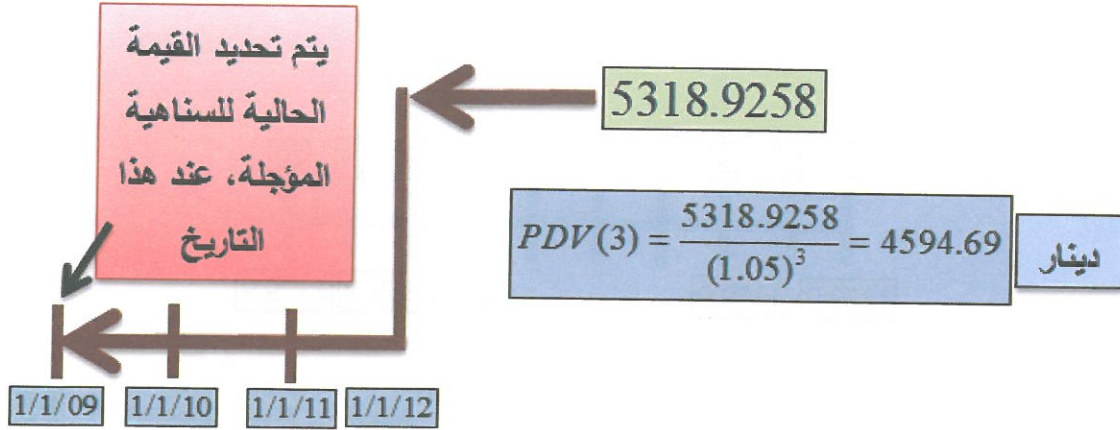 يتم تحديد القيمة
الحالية للسناهية
المؤجلة، عند هذا
التاريخ
5318.9258
PDV(3) = 5318.9258 / (1.05)^3 = 4594.69
دينار
1/1/09 1/1/10 1/1/11 1/1/12